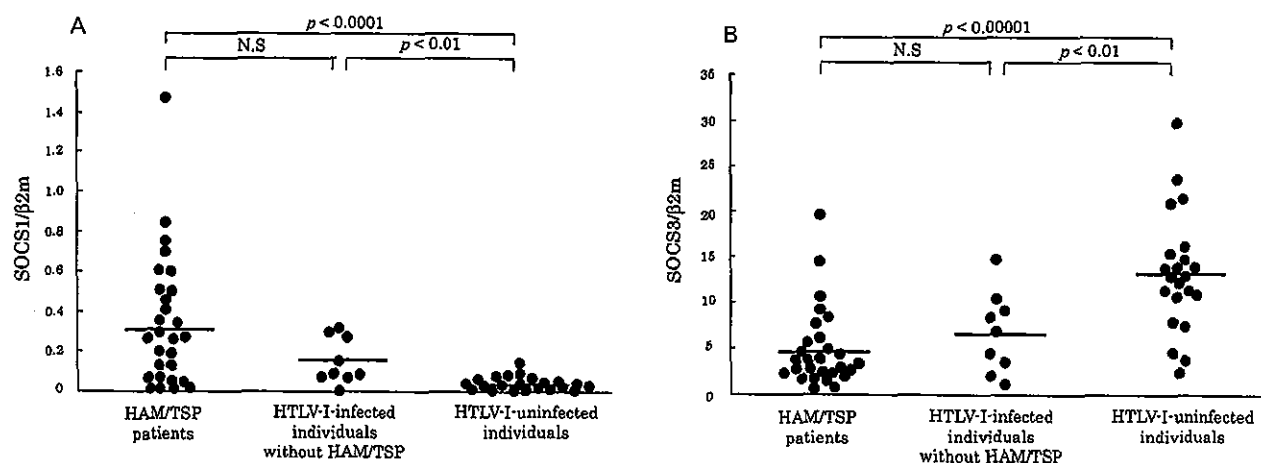 A
p < 0.0001
N.S
p < 0.01
SOCS1/β2m
1.6
1.4
1.2
1.0
0.8
0.6
0.4
0.2
0
HAM/TSP
patients
HTLV-I-infected
individuals
without HAM/TSP
HTLV-I-uninfected
individuals
B
p < 0.00001
N.S
p < 0.01
SOCS3/β2m
35
30
25
20
15
10
5
0
HAM/TSP
patients
HTLV-I-infected
individuals
without HAM/TSP
HTLV-I-uninfected
individuals